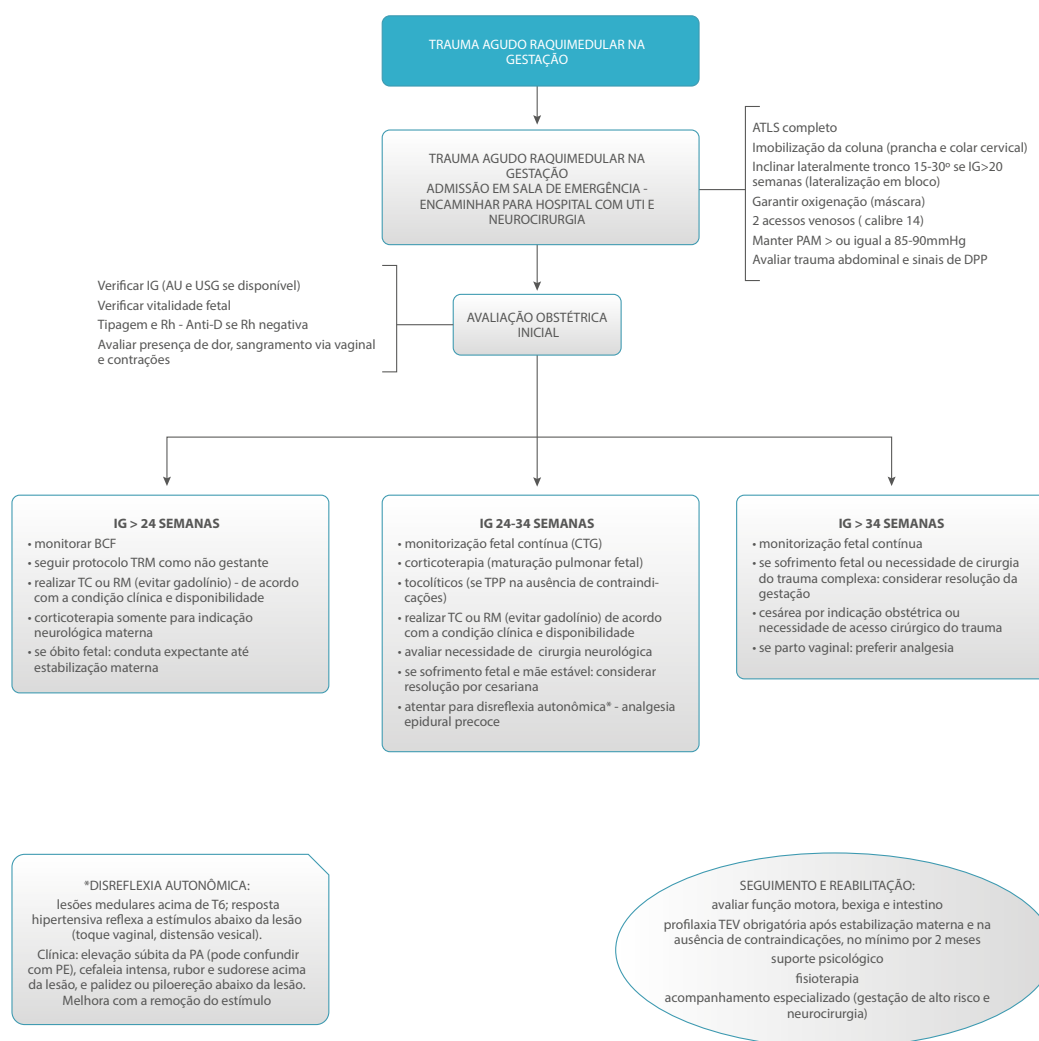 TRAUMA AGUDO RAQUIMEDULAR NA
GESTAÇÃO
TRAUMA AGUDO RAQUIMEDULAR NA
GESTAÇÃO
ADMISSÃO EM SALA DE EMERGÊNCIA -
ENCAMINHAR PARA HOSPITAL COM UTI E
NEUROCIRURGIA
ATLS completo
Imobilização da coluna (prancha e colar cervical)
Inclinar lateralmente tronco 15-30º se IG>20
semanas (lateralização em bloco)
Garantir oxigenação (máscara)
2 acessos venosos ( calibre 14)
Manter PAM > ou igual a 85-90mmHg
Avaliar trauma abdominal e sinais de DPP
Verificar IG (AU e USG se disponível)
Verificar vitalidade fetal
Tipagem e Rh - Anti-D se Rh negativa
Avaliar presença de dor, sangramento via vaginal
e contrações
AVALIAÇÃO OBSTÉTRICA
INICIAL
IG > 24 SEMANAS
• monitorar BCF
• seguir protocolo TRM como não gestante
• realizar TC ou RM (evitar gadolínio) - de acordo
com a condição clínica e disponibilidade
• corticoterapia somente para indicação
neurológica materna
• se óbito fetal: conduta expectante até
estabilização materna
IG 24-34 SEMANAS
• monitorização fetal contínua (CTG)
• corticoterapia (maturação pulmonar fetal)
• tocolíticos (se TPP na ausência de contraindi-
cações)
• realizar TC ou RM (evitar gadolínio) de acordo
com a condição clínica e disponibilidade
• avaliar necessidade de cirurgia neurológica
• se sofrimento fetal e mãe estável: considerar
resolução por cesariana
• atentar para disreflexia autonômica* - analgesia
epidural precoce
IG > 34 SEMANAS
• monitorização fetal contínua
• se sofrimento fetal ou necessidade de cirurgia
do trauma complexa: considerar resolução da
gestação
• cesárea por indicação obstétrica ou
necessidade de acesso cirúrgico do trauma
• se parto vaginal: preferir analgesia
*DISREFLEXIA AUTONÔMICA:
lesões medulares acima de T6; resposta
hipertensiva reflexa a estímulos abaixo da lesão
(toque vaginal, distensão vesical).
Clínica: elevação súbita da PA (pode confundir
com PE), cefaleia intensa, rubor e sudorese acima
da lesão, e palidez ou piloereção abaixo da lesão.
Melhora com a remoção do estímulo
SEGUIMENTO E REABILITAÇÃO:
avaliar função motora, bexiga e intestino
profilaxia TEV obrigatória após estabilização materna e na
ausência de contraindicações, no mínimo por 2 meses
suporte psicológico
fisioterapia
acompanhamento especializado (gestação de alto risco e
neurocirurgia)